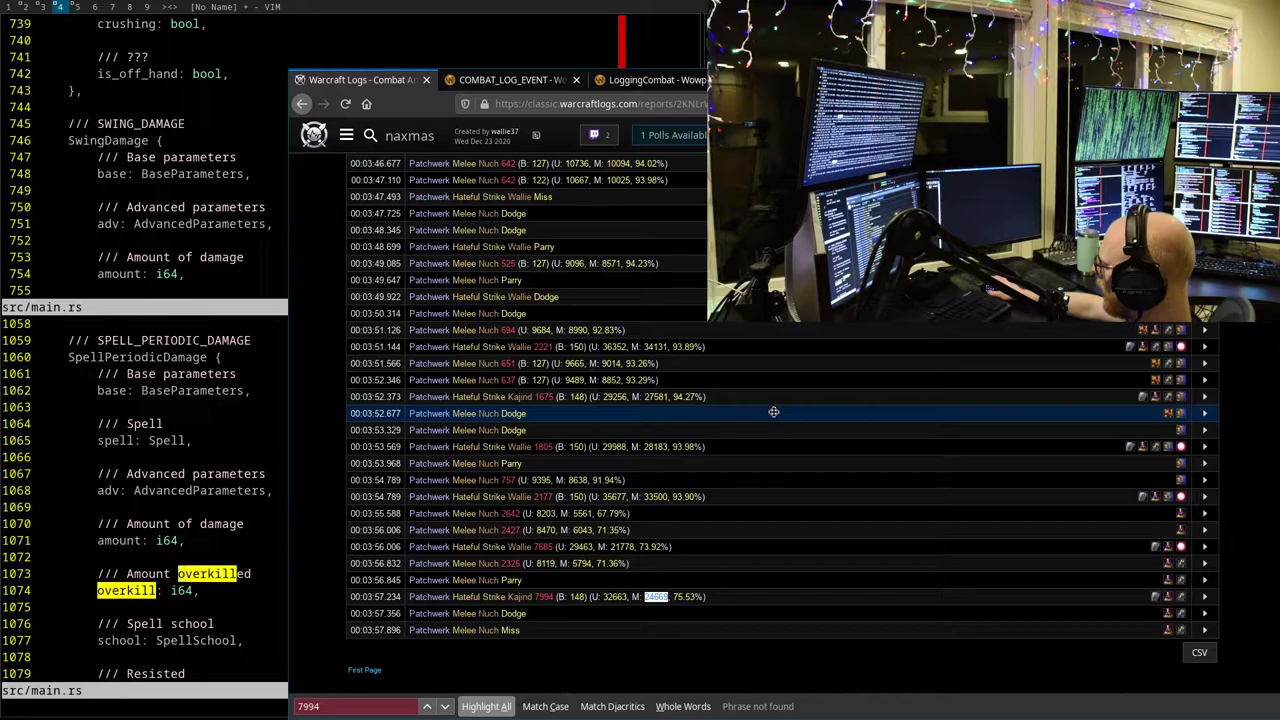 1 2 3 4 5 6 7 8 9 ><> [No Name] + - VIM
739 crushing: bool,
740
741 /// ???
742 is_off_hand: bool,
743 },
744
745 /// SWING_DAMAGE
746 SwingDamage {
747 /// Base parameters
748 base: BaseParameters,
749
750 /// Advanced parameters
751 adv: AdvancedParameters,
752
753 /// Amount of damage
754 amount: i64,
755
src/main.rs
1058
1059 /// SPELL_PERIODIC_DAMAGE
1060 SpellPeriodicDamage {
1061 /// Base parameters
1062 base: BaseParameters,
1063
1064 /// Spell
1065 spell: Spell,
1066
1067 /// Advanced parameters
1068 adv: AdvancedParameters,
1069
1070 /// Amount of damage
1071 amount: i64,
1072
1073 /// Amount overkilled
1074 overkill: i64,
1075
1076 /// Spell school
1077 school: SpellSchool,
1078
1079 /// Resisted
src/main.rs
Warcraft Logs - Combat An
COMBAT_LOG_EVENT - Wo
LoggingCombat - Wowp
https://classic.warcraftlogs.com/reports/2KNL
naxmas
Created by wallie37
Wed Dec 23 2020
2
1 Polls Availabl
00:03:46.677 Patchwerk Melee Nuch 642 (B: 127) (U: 10736, M: 10094, 94.02%)
00:03:47.110 Patchwerk Melee Nuch 642 (B: 122) (U: 10667, M: 10025, 93.98%)
00:03:47.493 Patchwerk Hateful Strike Wallie Miss
00:03:47.725 Patchwerk Melee Nuch Dodge
00:03:48.345 Patchwerk Melee Nuch Dodge
00:03:48.699 Patchwerk Hateful Strike Wallie Parry
00:03:49.085 Patchwerk Melee Nuch 525 (B: 127) (U: 9096, M: 8571, 94.23%)
00:03:49.647 Patchwerk Melee Nuch Parry
00:03:49.922 Patchwerk Hateful Strike Wallie Dodge
00:03:50.314 Patchwerk Melee Nuch Dodge
00:03:51.126 Patchwerk Melee Nuch 694 (U: 9684, M: 8990, 92.83%)
00:03:51.144 Patchwerk Hateful Strike Wallie 2221 (B: 150) (U: 36352, M: 34131, 93.89%)
00:03:51.566 Patchwerk Melee Nuch 651 (B: 127) (U: 9665, M: 9014, 93.26%)
00:03:52.346 Patchwerk Melee Nuch 637 (B: 127) (U: 9489, M: 8852, 93.29%)
00:03:52.373 Patchwerk Hateful Strike Kajind 1675 (B: 148) (U: 29256, M: 27581, 94.27%)
00:03:52.677 Patchwerk Melee Nuch Dodge
00:03:53.329 Patchwerk Melee Nuch Dodge
00:03:53.569 Patchwerk Hateful Strike Wallie 1805 (B: 150) (U: 29988, M: 28183, 93.98%)
00:03:53.968 Patchwerk Melee Nuch Parry
00:03:54.789 Patchwerk Melee Nuch 757 (U: 9395, M: 8638, 91.94%)
00:03:54.789 Patchwerk Hateful Strike Wallie 2177 (B: 150) (U: 35677, M: 33500, 93.90%)
00:03:55.588 Patchwerk Melee Nuch 2642 (U: 8203, M: 5561, 67.79%)
00:03:56.006 Patchwerk Melee Nuch 2427 (U: 8470, M: 6043, 71.35%)
00:03:56.006 Patchwerk Hateful Strike Wallie 7685 (U: 29463, M: 21778, 73.92%)
00:03:56.832 Patchwerk Melee Nuch 2325 (U: 8119, M: 5794, 71.36%)
00:03:56.845 Patchwerk Melee Nuch Parry
00:03:57.234 Patchwerk Hateful Strike Kajind 7994 (B: 148) (U: 32663, M: 24669, 75.53%)
00:03:57.356 Patchwerk Melee Nuch Dodge
00:03:57.896 Patchwerk Melee Nuch Miss
CSV
First Page
7994 Highlight All Match Case Match Diacritics Whole Words Phrase not found